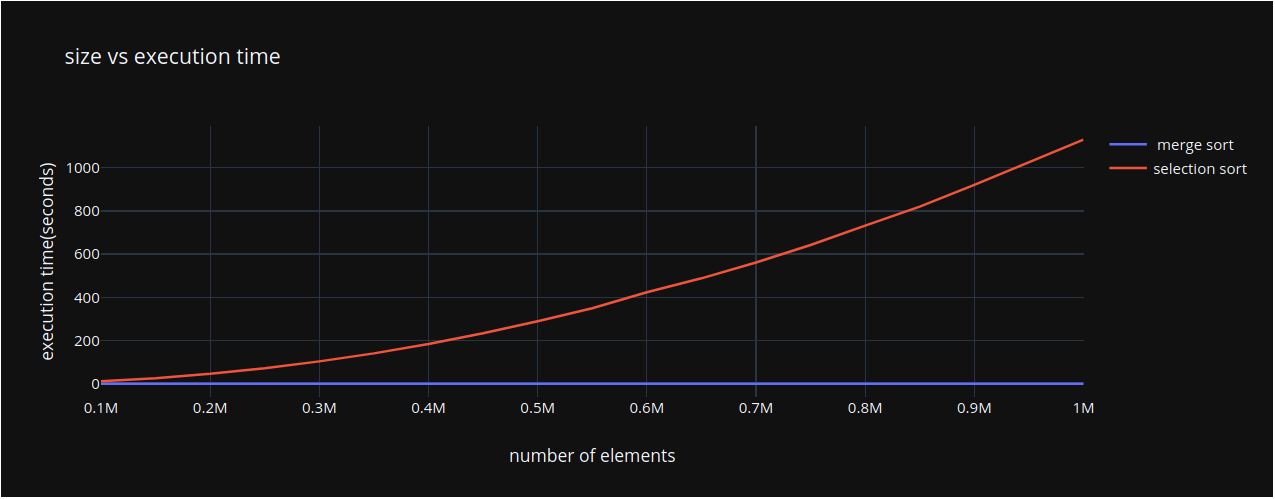 size vs execution time
merge sort
selection sort
execution time(seconds)
1000
800
600
400
200
0
0.1M 0.2M 0.3M 0.4M 0.5M 0.6M 0.7M 0.8M 0.9M 1M
number of elements